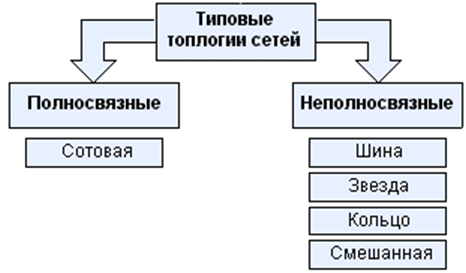 Типовые
топлогии сетей
Полносвязные
Сотовая
Неполносвязные
Шина
Звезда
Кольцо
Смешанная